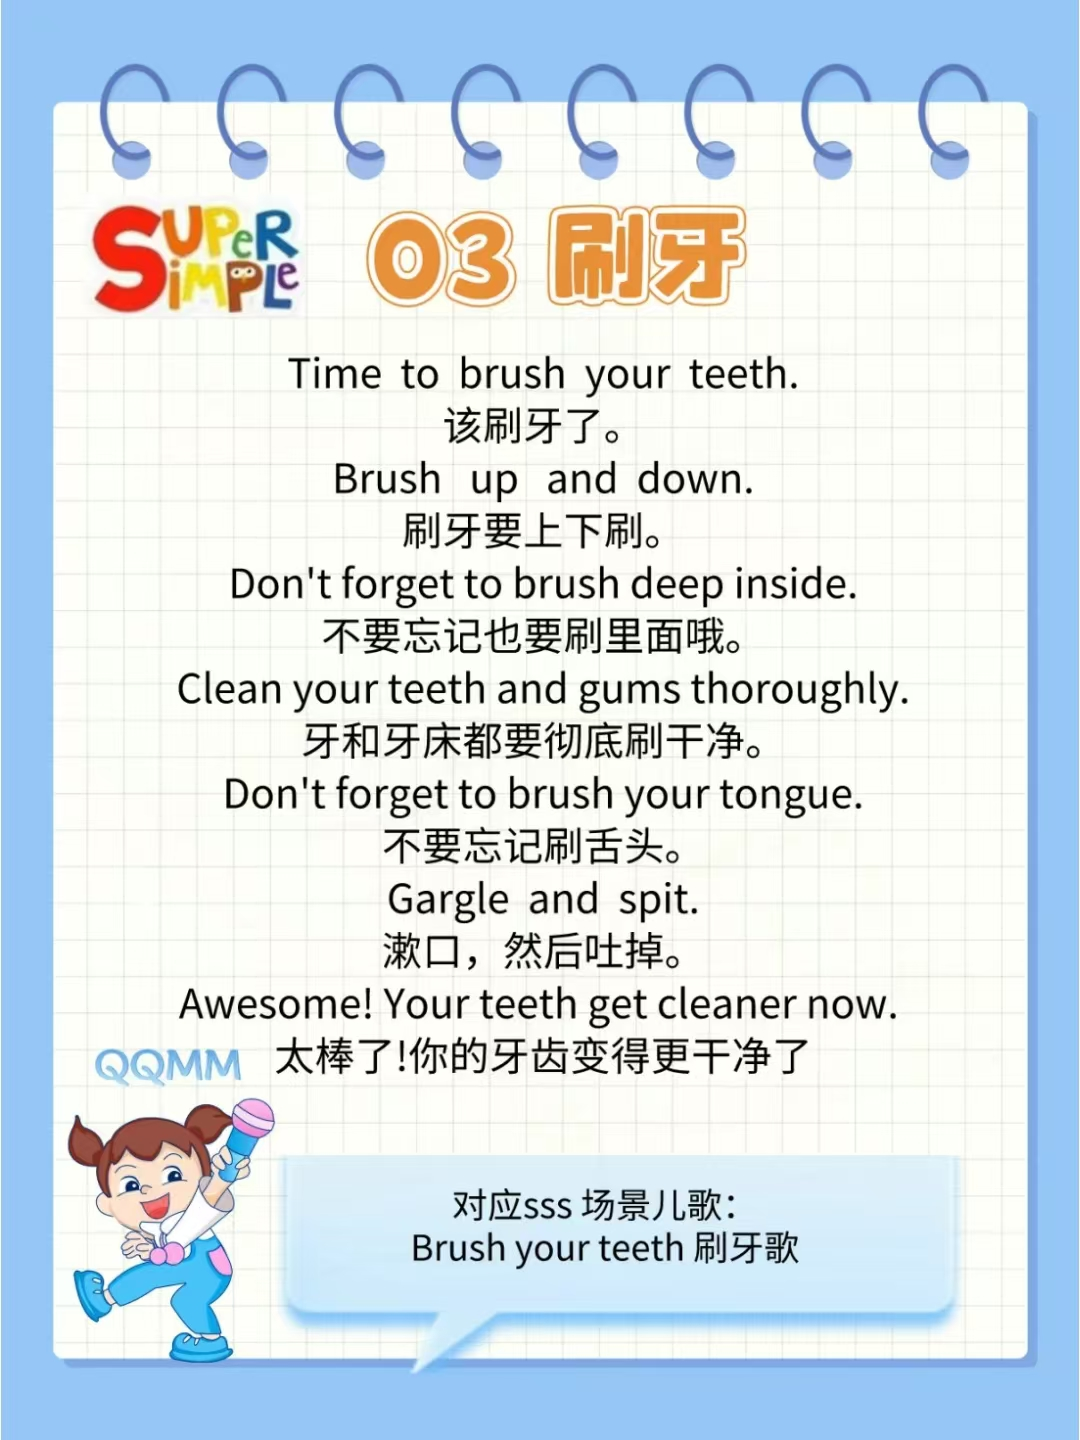 SUPER
SiMPLE
03 刷牙
Time to brush your teeth.
该刷牙了。
Brush up and down.
刷牙要上下刷。
Don't forget to brush deep inside.
不要忘记也要刷里面哦。
Clean your teeth and gums thoroughly.
牙和牙床都要彻底刷干净。
Don't forget to brush your tongue.
不要忘记刷舌头。
Gargle and spit.
漱口，然后吐掉。
Awesome! Your teeth get cleaner now.
太棒了!你的牙齿变得更干净了
QQMM
对应sss 场景儿歌：
Brush your teeth 刷牙歌